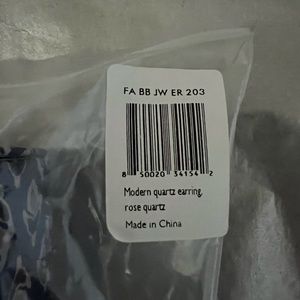 FA BB JW ER 203
8 50020 34154 2
Modern quartz earring,
rose quartz
Made in China